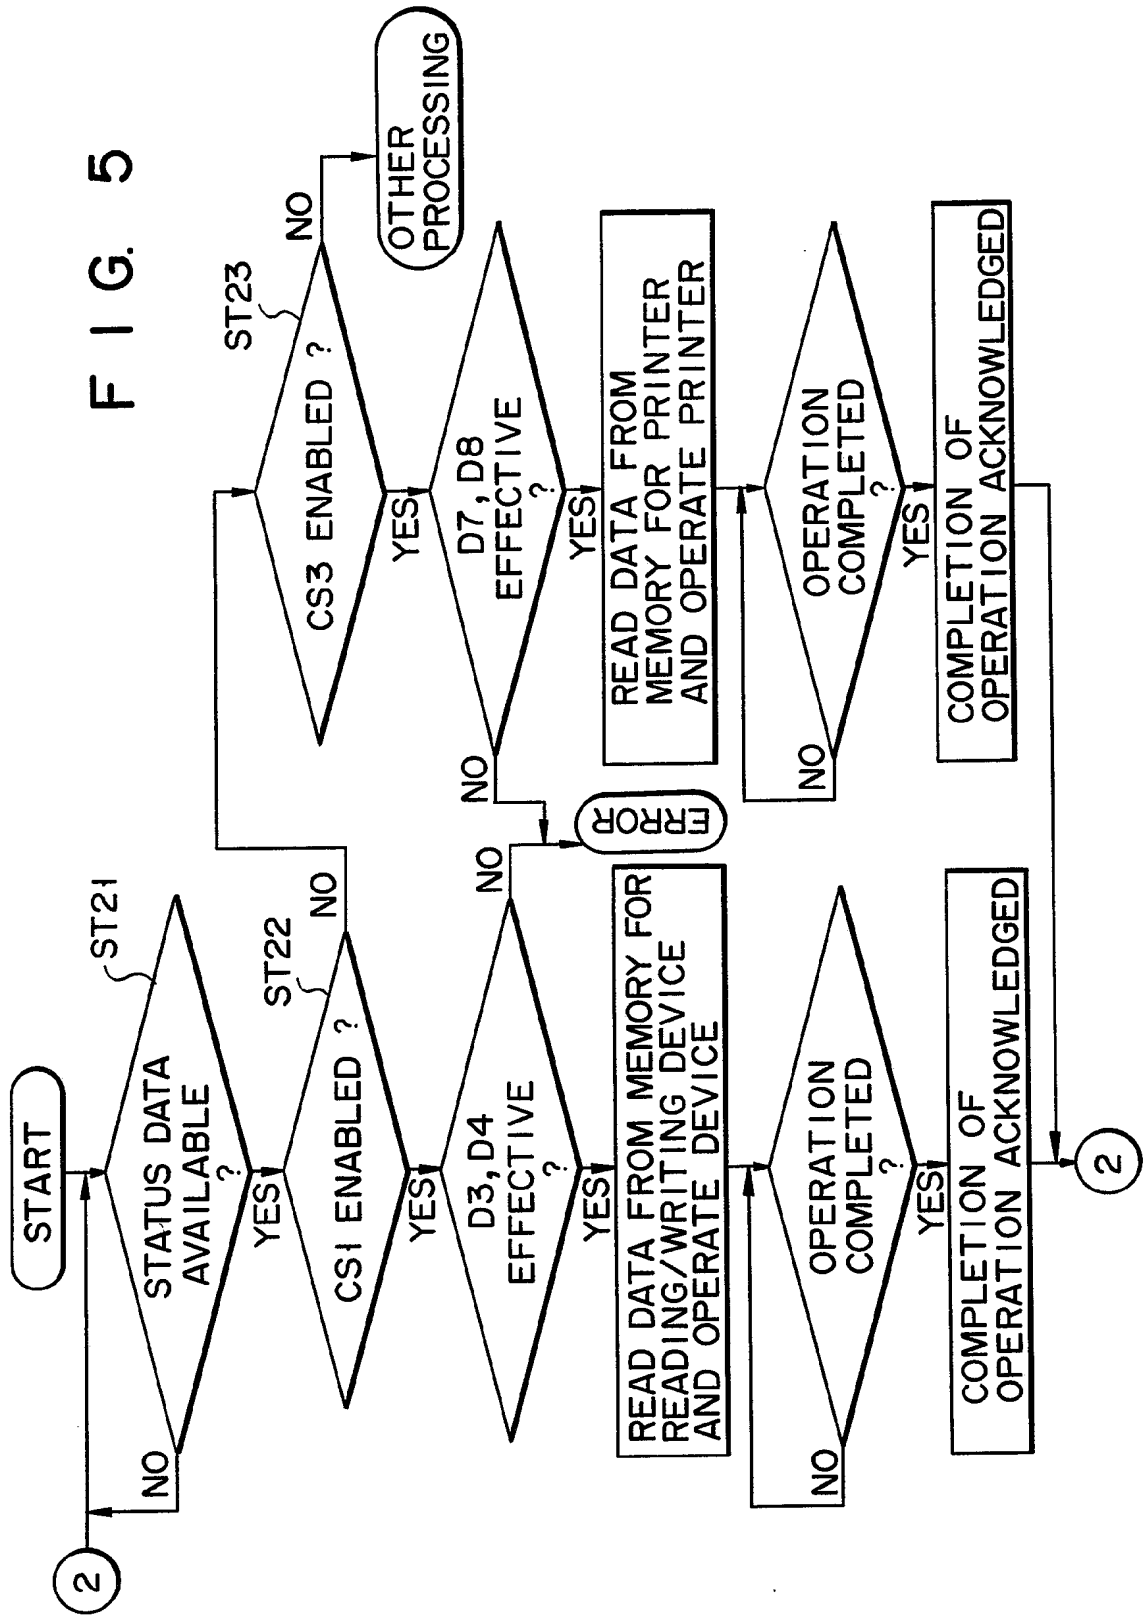 FIG. 5
START
2
STATUS DATA
AVAILABLE
?
ST21
NO
YES
CS1 ENABLED ?
ST22
NO
YES
D3, D4
EFFECTIVE
?
NO
YES
READ DATA FROM MEMORY FOR
READING/WRITING DEVICE
AND OPERATE DEVICE
OPERATION
COMPLETED
?
NO
YES
COMPLETION OF
OPERATION ACKNOWLEDGED
2
CS3 ENABLED ?
ST23
NO
OTHER
PROCESSING
YES
D7, D8
EFFECTIVE
?
NO
ERROR
YES
READ DATA FROM
MEMORY FOR PRINTER
AND OPERATE PRINTER
OPERATION
COMPLETED
?
NO
YES
COMPLETION OF
OPERATION ACKNOWLEDGED